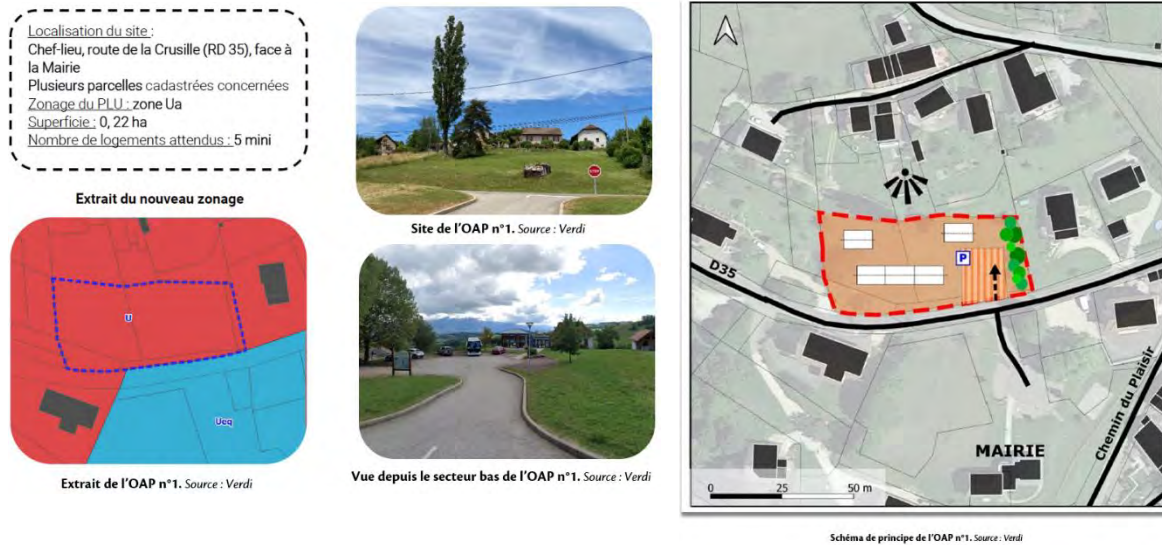 Localisation du site :
Chef-lieu, route de la Crusille (RD 35), face à
la Mairie
Plusieurs parcelles cadastrées concernées
Zonage du PLU : zone Ua
Superficie : 0, 22 ha
Nombre de logements attendus : 5 mini
Extrait du nouveau zonage
U
Ueq
Extrait de l'OAP n°1. Source : Verdi
STOP
Site de l'OAP n°1. Source : Verdi
Vue depuis le secteur bas de l'OAP n°1. Source : Verdi
P
D35
Chemin du Plaisir
MAIRIE
0 25 50 m
Schéma de principe de l'OAP n°1. Source : Verdi